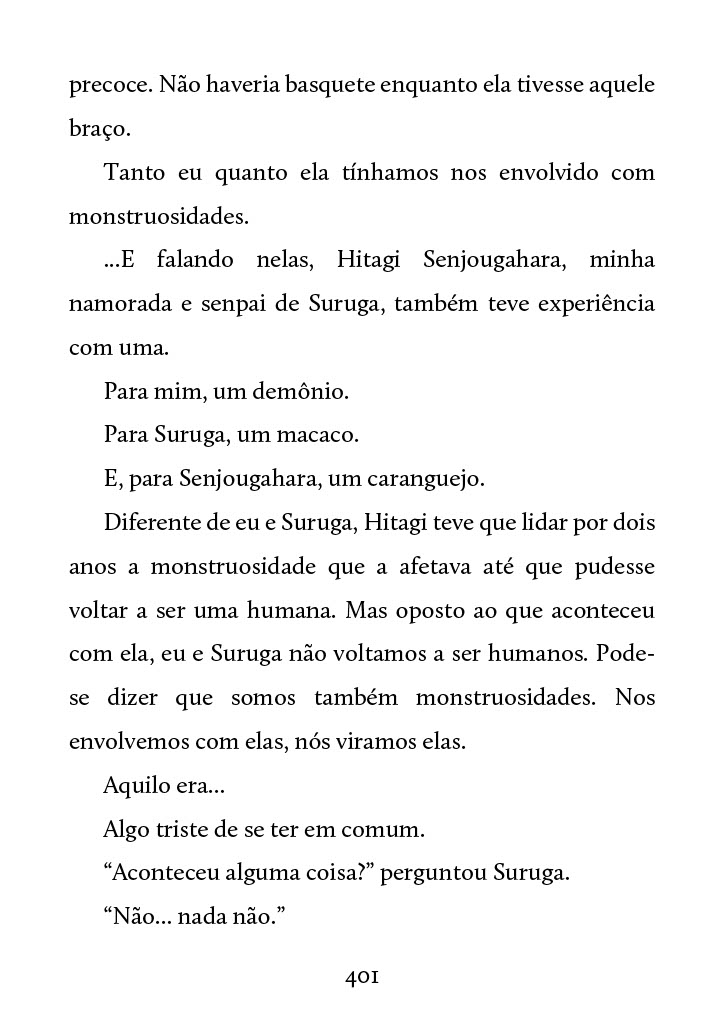 precoce. Não haveria basquete enquanto ela tivesse aquele
braço.
Tanto eu quanto ela tínhamos nos envolvido com
monstruosidades.
...E falando nelas, Hitagi Senjougahara, minha
namorada e senpai de Suruga, também teve experiência
com uma.
Para mim, um demônio.
Para Suruga, um macaco.
E, para Senjougahara, um caranguejo.
Diferente de eu e Suruga, Hitagi teve que lidar por dois
anos a monstruosidade que a afetava até que pudesse
voltar a ser uma humana. Mas oposto ao que aconteceu
com ela, eu e Suruga não voltamos a ser humanos. Pode-
se dizer que somos também monstruosidades. Nos
envolvemos com elas, nós viramos elas.
Aquilo era...
Algo triste de se ter em comum.
“Aconteceu alguma coisa?” perguntou Suruga.
“Não... nada não.”
401